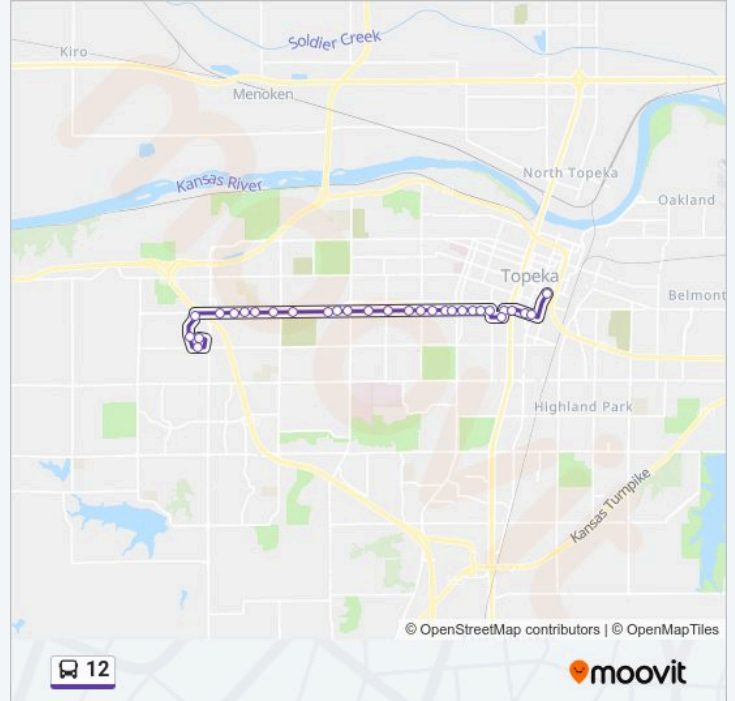 Soldier Creek
Kiro
Menoken
North Topeka
Kansas River
Oakland
Topeka
Belmont
Highland Park
Kansas Turnpike
© OpenStreetMap contributors | © OpenMapTiles
12
moovit